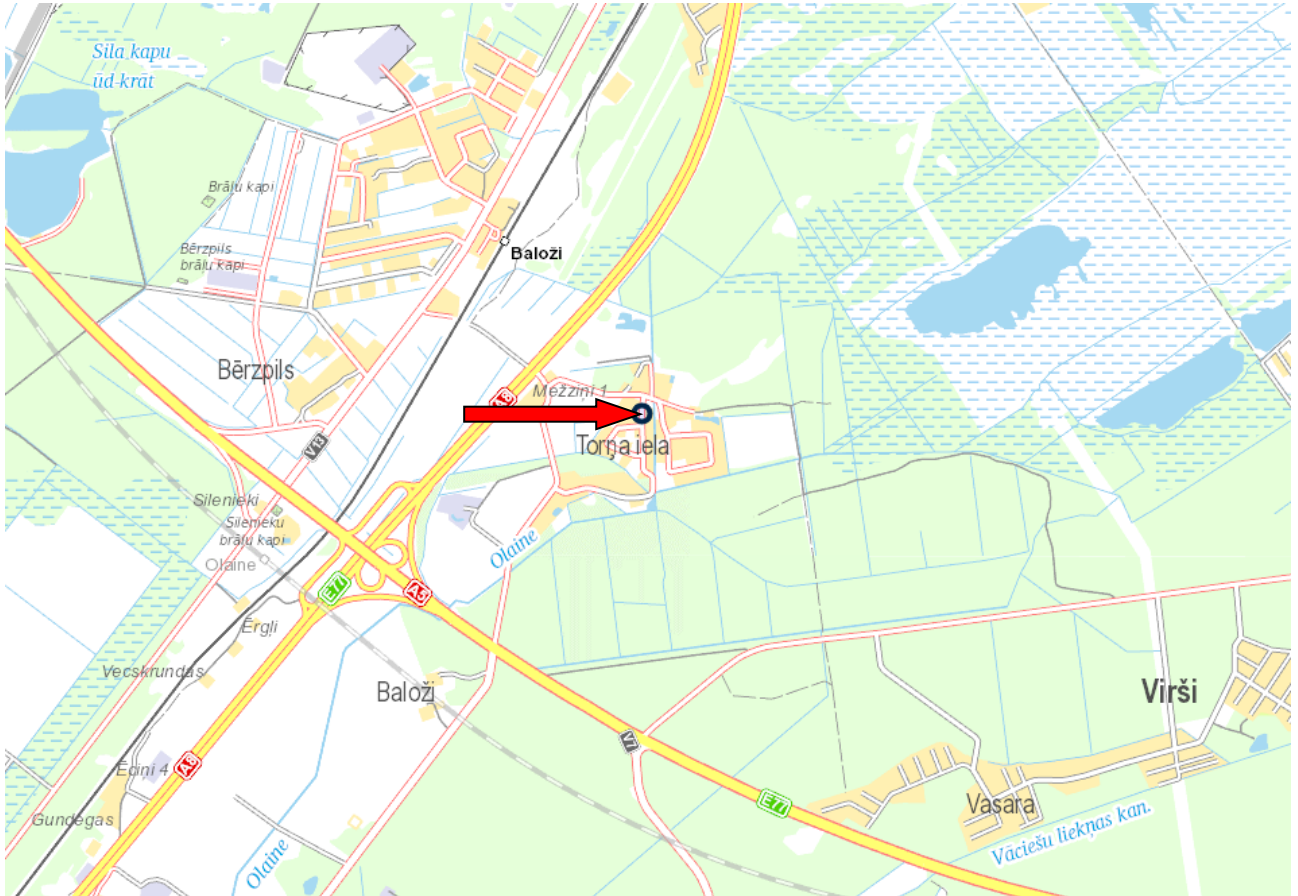 Sila kapu
ūd-krāt
Brāļu kapi
Bērzpils
brāļu kapi
Baloži
Bērzpils
Mežziņi 1
A8
Torņa iela
V13
Silenieki
Silenieku
brāļu kapi
Olaine
Olaine
E77
A5
Ērgļi
Vecskrundas
Baloži
Virši
V7
A8
Ēciņi 4
E77
Vasara
Gundegas
Vāciešu liekņas kan.
Olaine